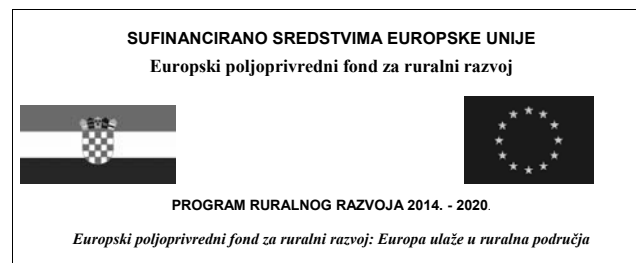 SUFINANCIRANO SREDSTVIMA EUROPSKE UNIJE
Europski poljoprivredni fond za ruralni razvoj
PROGRAM RURALNOG RAZVOJA 2014. - 2020.
Europski poljoprivredni fond za ruralni razvoj: Europa ulaže u ruralna područja